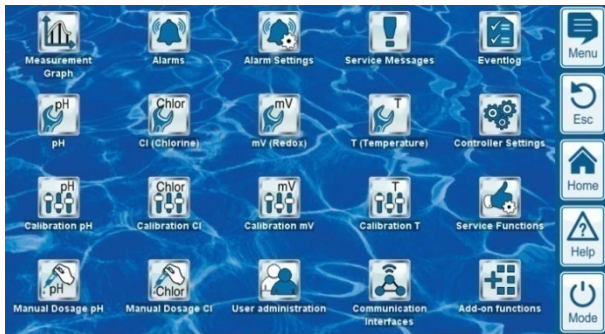 Measurement
Graph
Alarms
Alarm Settings
Service Messages
Eventlog
Menu
pH
pH
Chlor
Cl (Chlorine)
mV
mV (Redox)
T
T (Temperature)
Controller Settings
Esc
pH
Calibration pH
Chlor
Calibration Cl
mV
Calibration mV
T
Calibration T
Service Functions
Home
?
Help
pH
Manual Dosage pH
Chlor
Manual Dosage Cl
User administration
Communication
Interfaces
Add-on functions
Mode